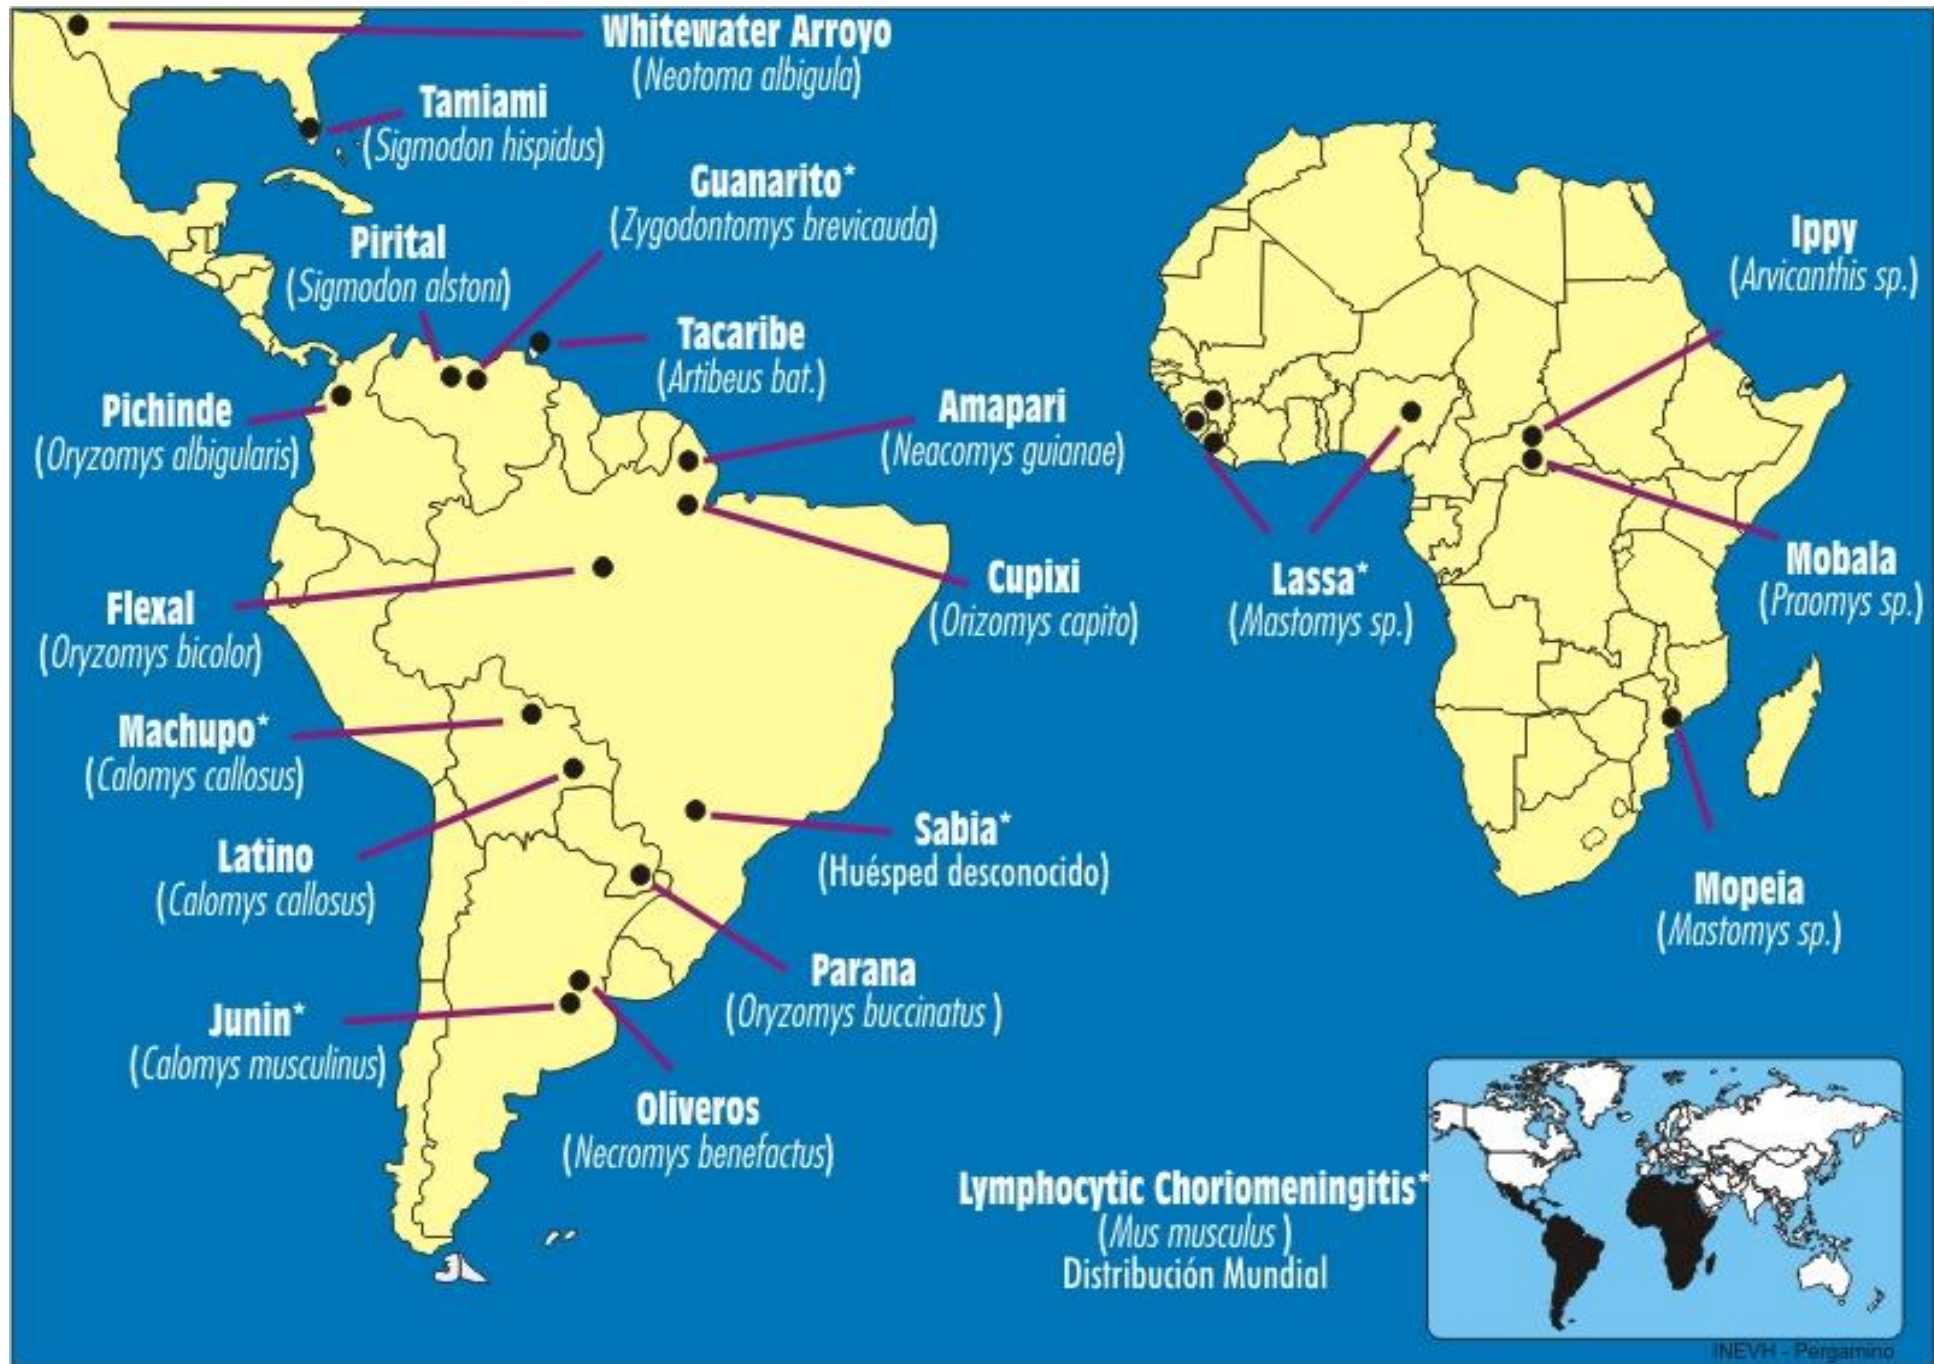 Whitewater Arroyo
(Neotoma albigula)
Tamiami
(Sigmodon hispidus)
Guanarito*
(Zygodontomys brevicauda)
Pirital
(Sigmodon alstoni)
Tacaribe
(Artibeus bat.)
Pichinde
(Oryzomys albigularis)
Amapari
(Neacomys guianae)
Cupixi
(Orizomys capito)
Flexal
(Oryzomys bicolor)
Machupo*
(Calomys callosus)
Latino
(Calomys callosus)
Sabia*
(Huésped desconocido)
Parana
(Oryzomys buccinatus )
Junin*
(Calomys musculinus)
Oliveros
(Necromys benefactus)
Ippy
(Arvicanthis sp.)
Lassa*
(Mastomys sp.)
Mobala
(Praomys sp.)
Mopeia
(Mastomys sp.)
Lymphocytic Choriomeningitis*
(Mus musculus )
Distribución Mundial
INEVH - Pergamino